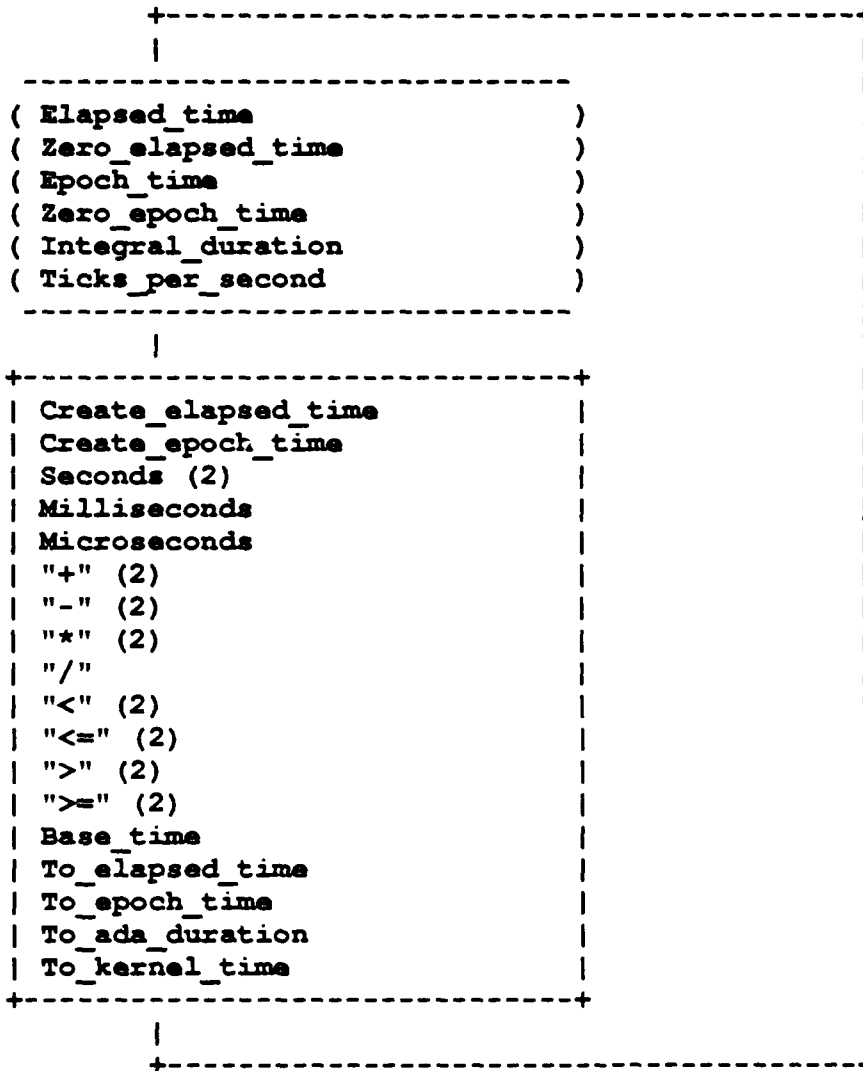 ( Elapsed_time )
( Zero_elapsed_time )
( Epoch_time )
( Zero_epoch_time )
( Integral_duration )
( Ticks_per_second )
| Create_elapsed_time |
| Create_epoch_time |
| Seconds (2) |
| Milliseconds |
| Microseconds |
| "+" (2) |
| "-" (2) |
| "*" (2) |
| "/" |
| "<" (2) |
| "<=" (2) |
| ">" (2) |
| ">=" (2) |
| Base_time |
| To_elapsed_time |
| To_epoch_time |
| To_ada_duration |
| To_kernel_time |